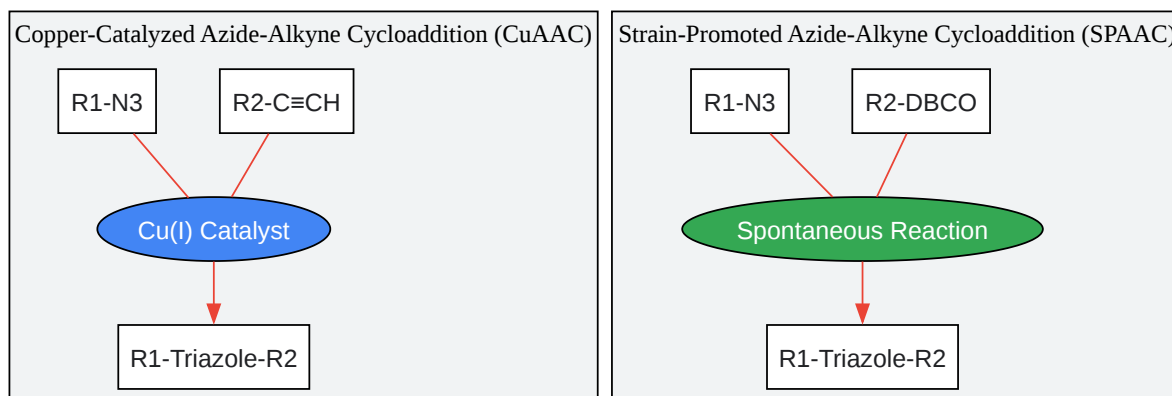 Copper-Catalyzed Azide-Alkyne Cycloaddition (CuAAC)
R1-N3
R2-C≡CH
Cu(I) Catalyst
R1-Triazole-R2
Strain-Promoted Azide-Alkyne Cycloaddition (SPAAC)
R1-N3
R2-DBCO
Spontaneous Reaction
R1-Triazole-R2